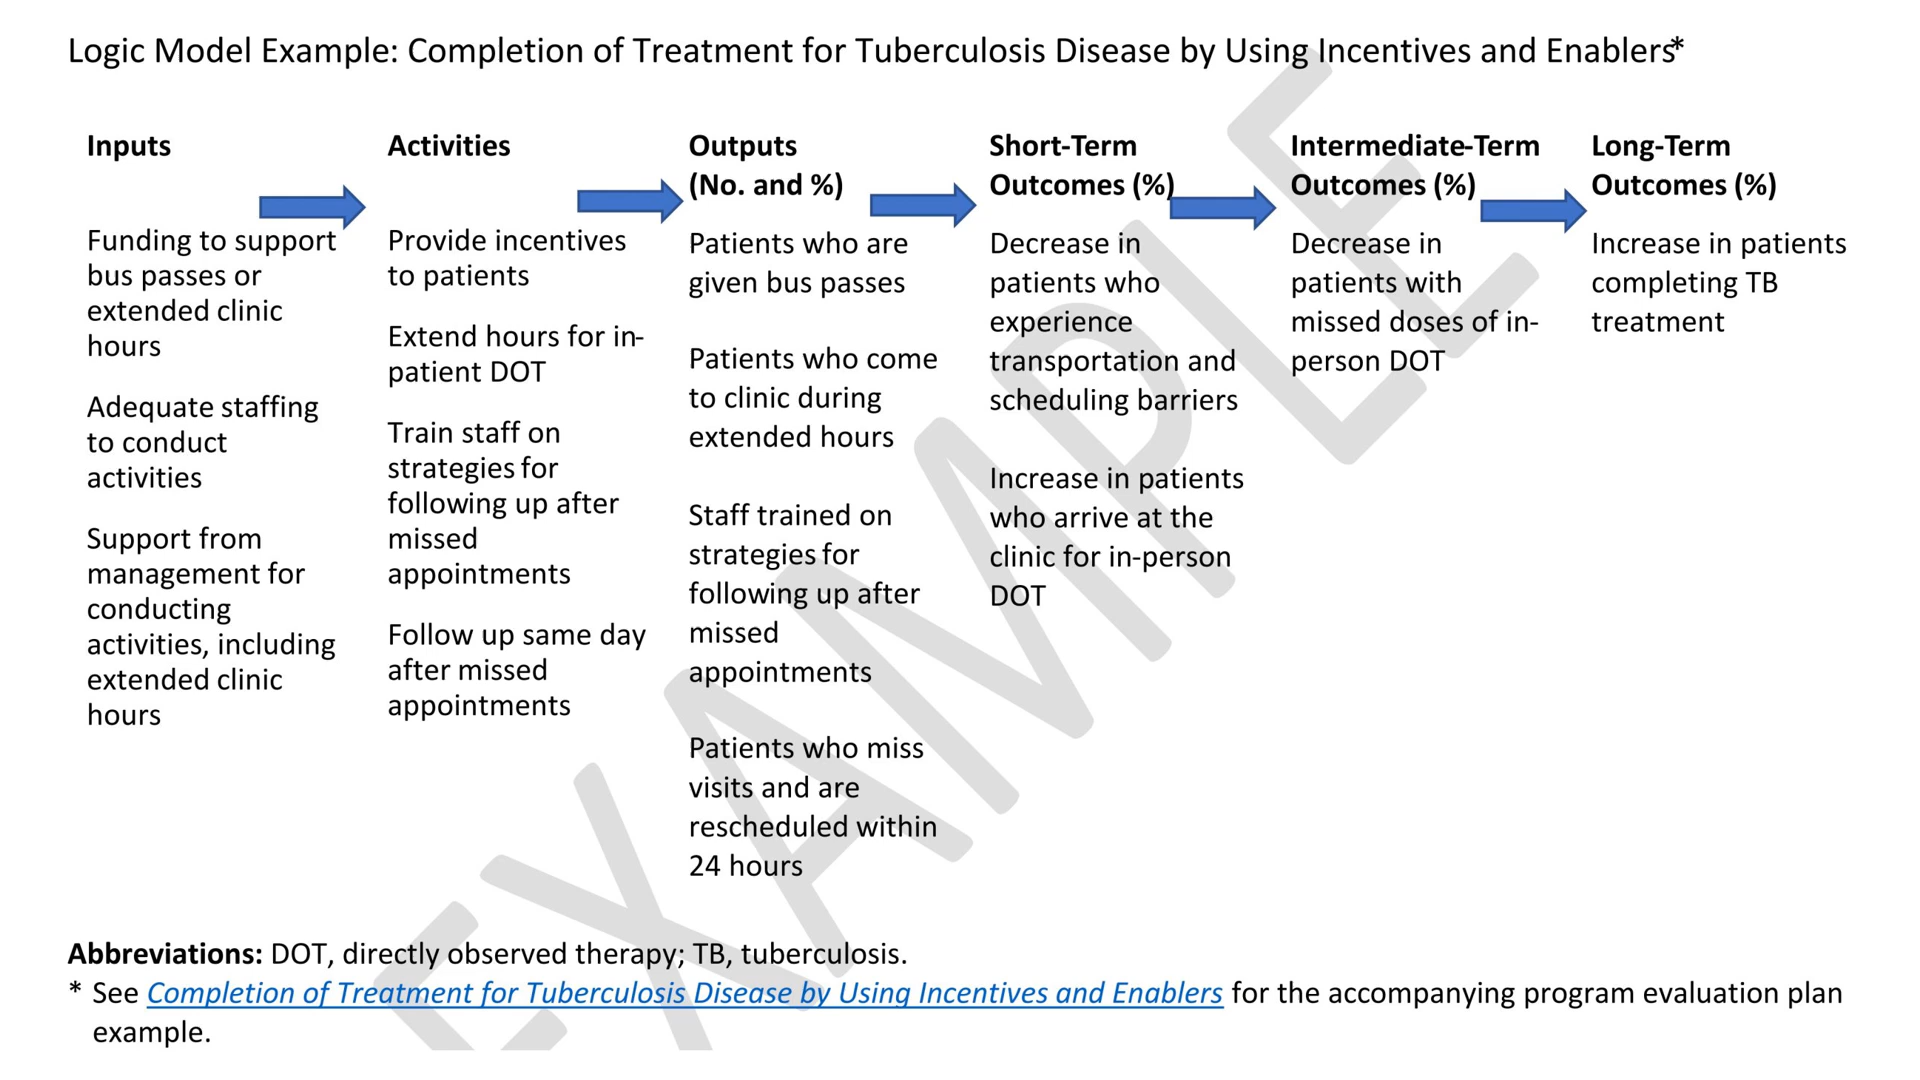 Logic Model Example: Completion of Treatment for Tuberculosis Disease by Using Incentives and Enablers*
Inputs
Funding to support
bus passes or
extended clinic
hours
Adequate staffing
to conduct
activities
Support from
management for
conducting
activities, including
extended clinic
hours
Activities
Provide incentives
to patients
Extend hours for in-
patient DOT
Train staff on
strategies for
following up after
missed
appointments
Follow up same day
after missed
appointments
Outputs
(No. and %)
Patients who are
given bus passes
Patients who come
to clinic during
extended hours
Staff trained on
strategies for
following up after
missed
appointments
Patients who miss
visits and are
rescheduled within
24 hours
Short-Term
Outcomes (%)
Decrease in
patients who
experience
transportation and
scheduling barriers
Increase in patients
who arrive at the
clinic for in-person
DOT
Intermediate-Term
Outcomes (%)
Decrease in
patients with
missed doses of in-
person DOT
Long-Term
Outcomes (%)
Increase in patients
completing TB
treatment
Abbreviations: DOT, directly observed therapy; TB, tuberculosis.
* See Completion of Treatment for Tuberculosis Disease by Using Incentives and Enablers for the accompanying program evaluation plan
example.
EXAMPLE